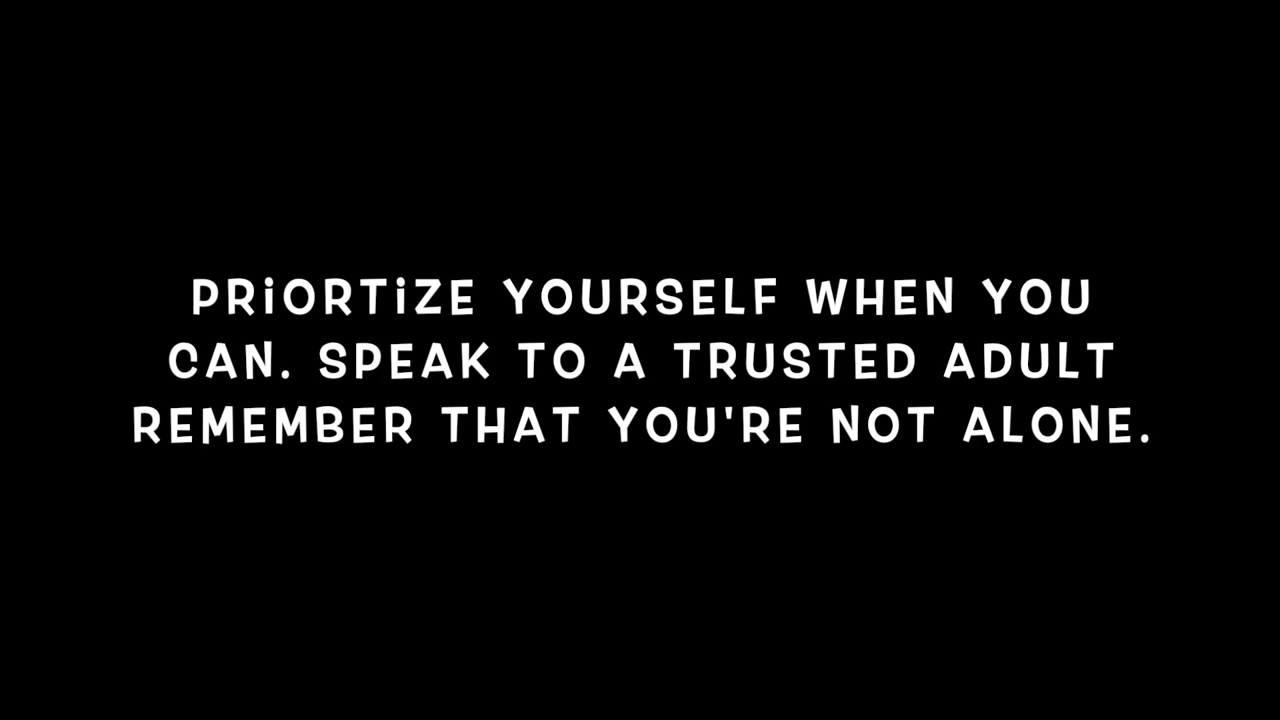 PRiORTiZE YOURSELF WHEN YOU
CAN. SPEAK TO A TRUSTED ADULT
REMEMBER THAT YOU'RE NOT ALONE.